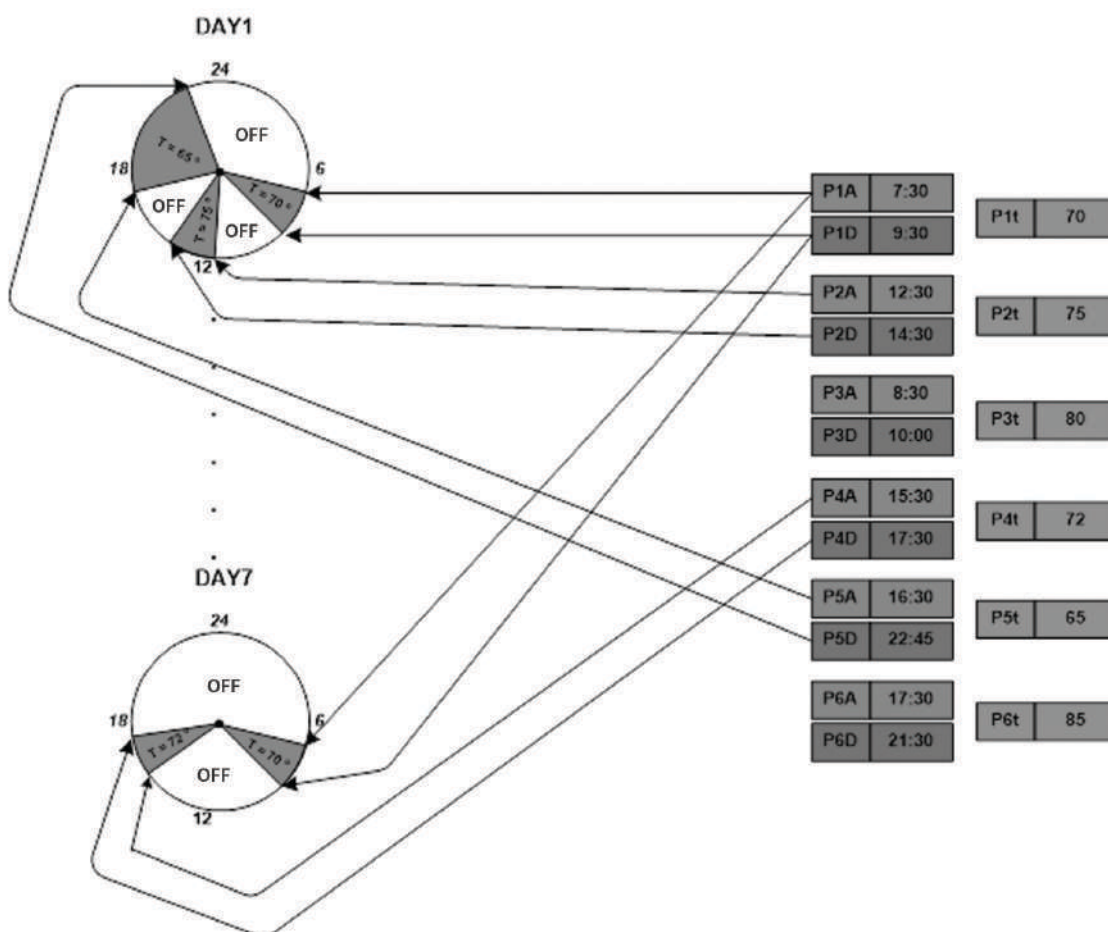 DAY1
24
OFF
T = 65 °
18
6
T = 70 °
OFF
T = 75 °
OFF
12
P1A 7:30
P1D 9:30
P1t 70
P2A 12:30
P2D 14:30
P2t 75
P3A 8:30
P3D 10:00
P3t 80
P4A 15:30
P4D 17:30
P4t 72
P5A 16:30
P5D 22:45
P5t 65
P6A 17:30
P6D 21:30
P6t 85
DAY7
24
OFF
18
6
T = 72 °
T = 70 °
OFF
12